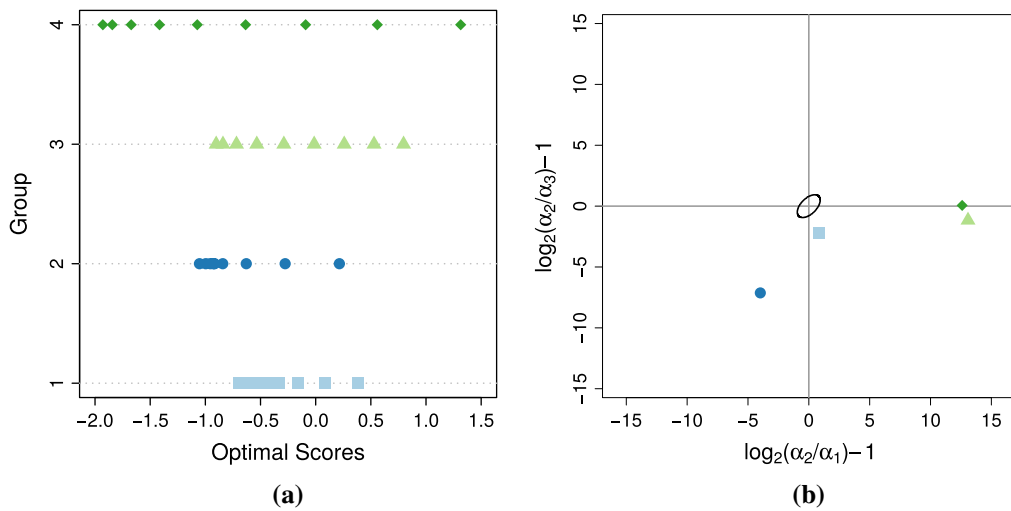 4
3
2
1
Group
-2.0 -1.5 -1.0 -0.5 0.0 0.5 1.0 1.5
Optimal Scores
(a)
15
10
5
0
-5
-10
-15
log₂(α₂/α₃)−1
-15 -10 -5 0 5 10 15
log₂(α₂/α₁)−1
(b)